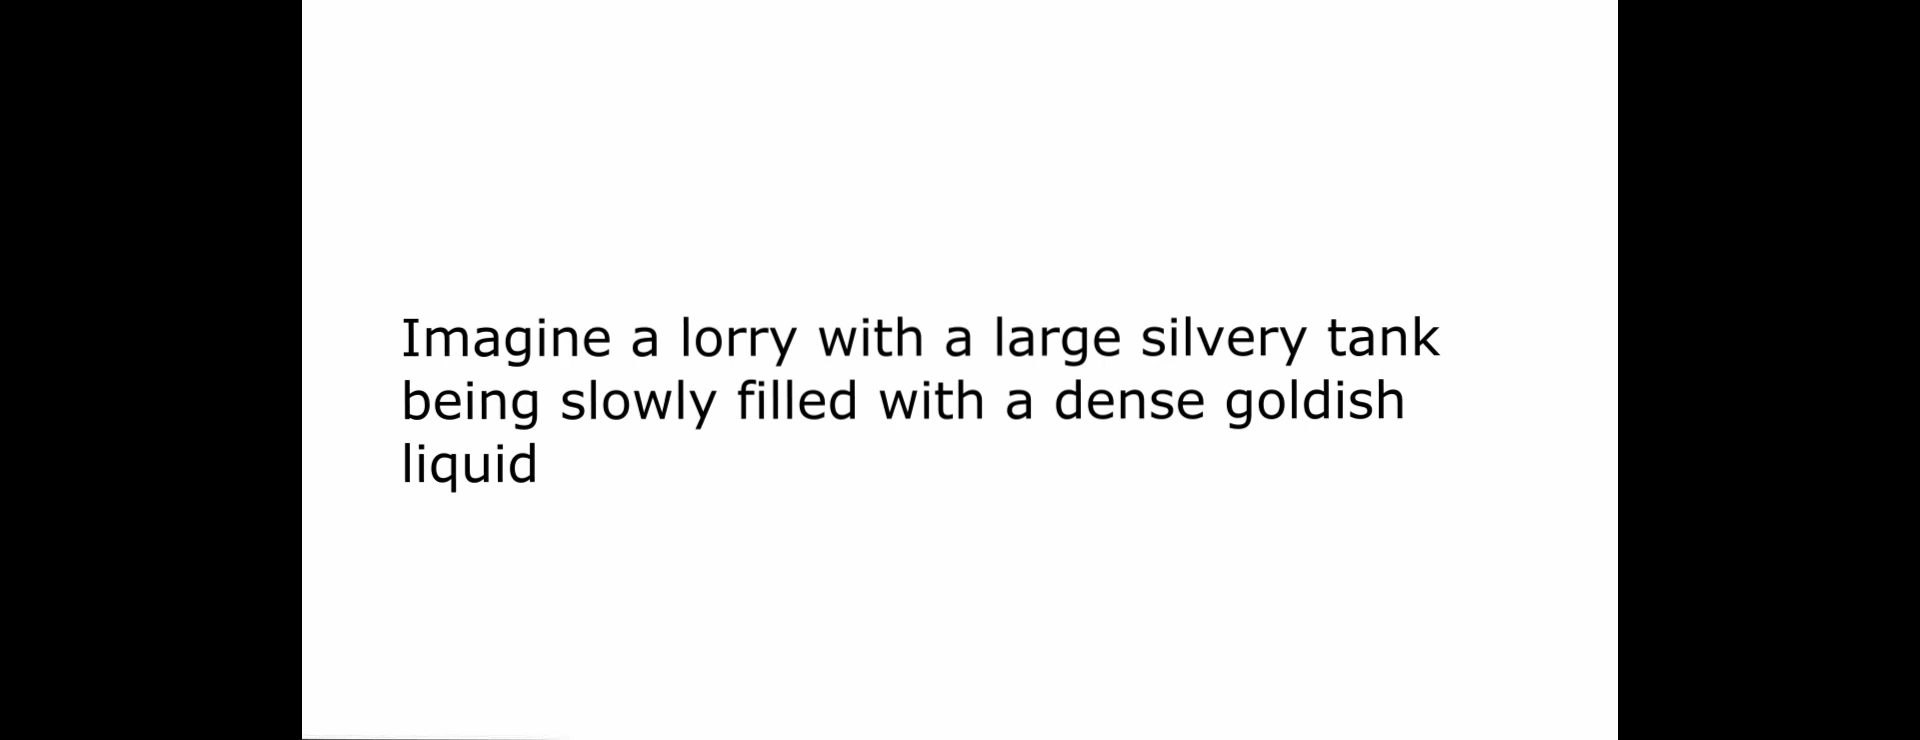 Imagine a lorry with a large silvery tank
being slowly filled with a dense goldish
liquid